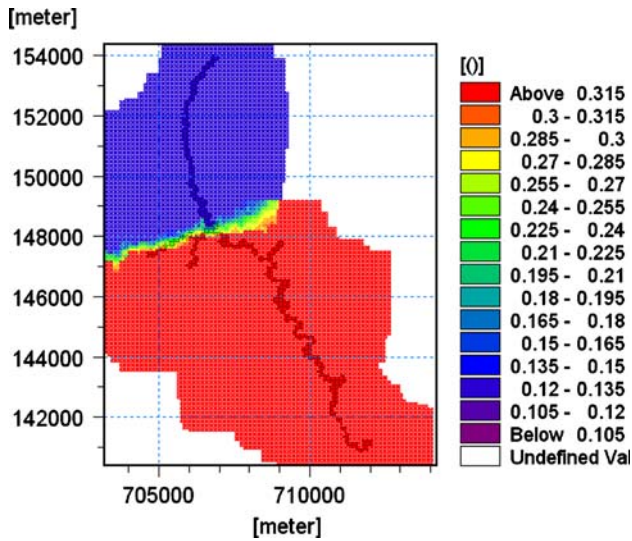 [meter]
154000
152000
150000
148000
146000
144000
142000
705000 710000
[meter]
[()]
Above 0.315
0.3 - 0.315
0.285 - 0.3
0.27 - 0.285
0.255 - 0.27
0.24 - 0.255
0.225 - 0.24
0.21 - 0.225
0.195 - 0.21
0.18 - 0.195
0.165 - 0.18
0.15 - 0.165
0.135 - 0.15
0.12 - 0.135
0.105 - 0.12
Below 0.105
Undefined Val